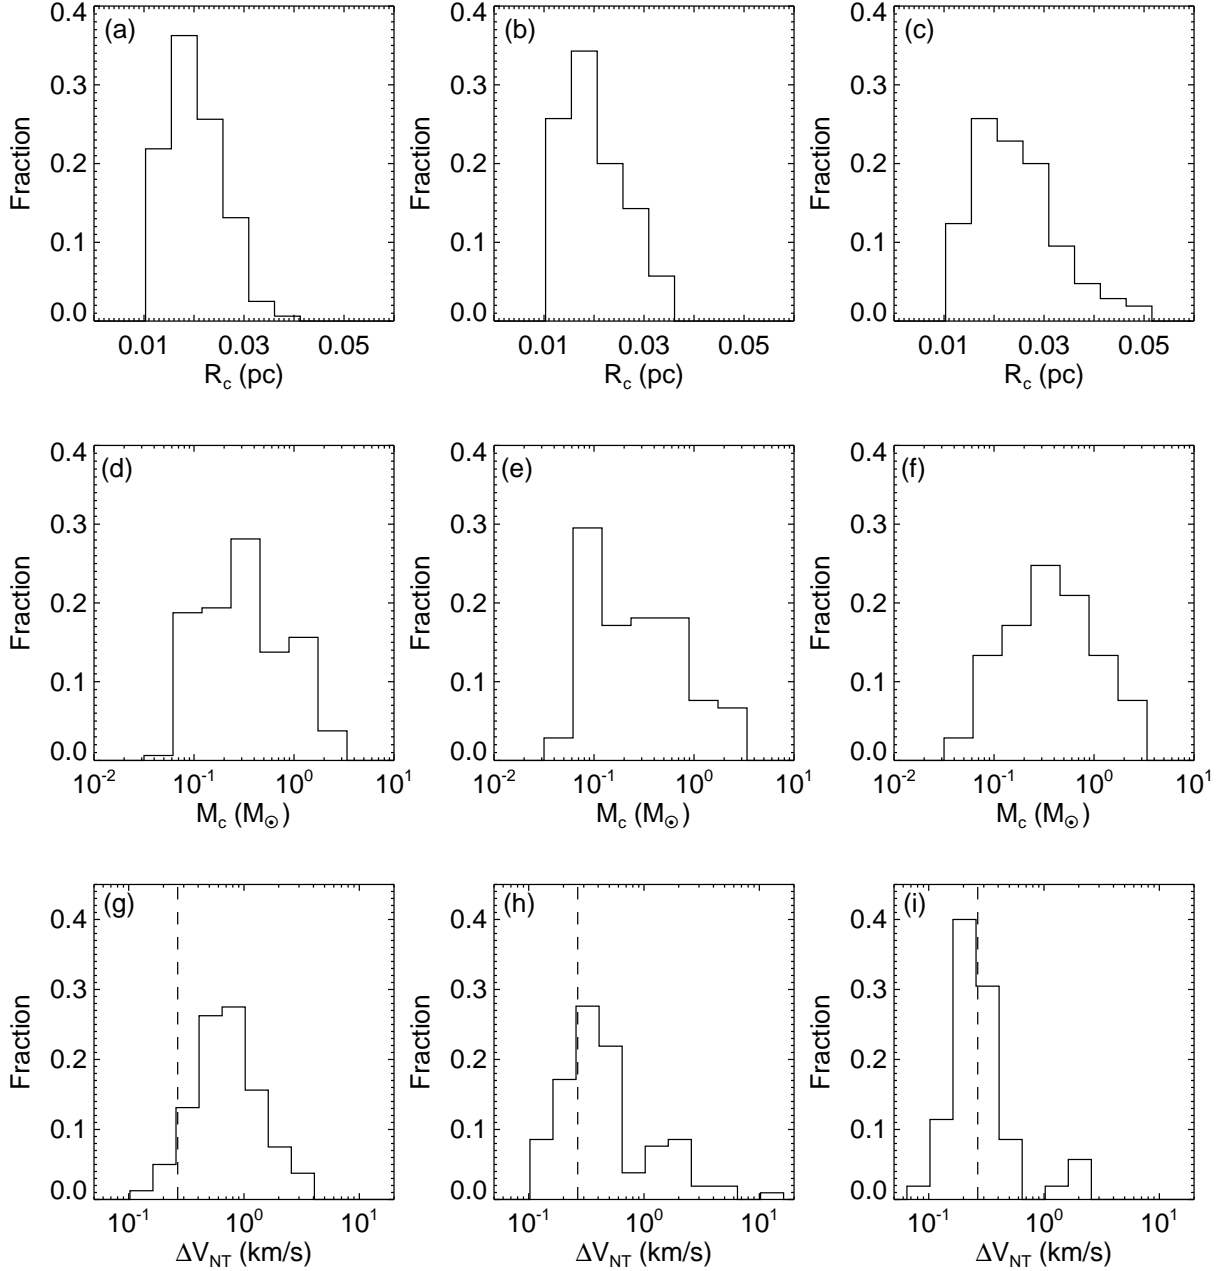 (a) (b) (c)
0.4 0.4 0.4
0.3 0.3 0.3
0.2 0.2 0.2
0.1 0.1 0.1
0.0 0.0 0.0
Fraction Fraction Fraction
0.01 0.03 0.05 0.01 0.03 0.05 0.01 0.03 0.05
R_c (pc) R_c (pc) R_c (pc)
(d) (e) (f)
0.4 0.4 0.4
0.3 0.3 0.3
0.2 0.2 0.2
0.1 0.1 0.1
0.0 0.0 0.0
Fraction Fraction Fraction
10^-2 10^-1 10^0 10^1 10^-2 10^-1 10^0 10^1 10^-2 10^-1 10^0 10^1
M_c (M_⊙) M_c (M_⊙) M_c (M_⊙)
(g) (h) (i)
0.4 0.4 0.4
0.3 0.3 0.3
0.2 0.2 0.2
0.1 0.1 0.1
0.0 0.0 0.0
Fraction Fraction Fraction
10^-1 10^0 10^1 10^-1 10^0 10^1 10^-1 10^0 10^1
ΔV_NT (km/s) ΔV_NT (km/s) ΔV_NT (km/s)